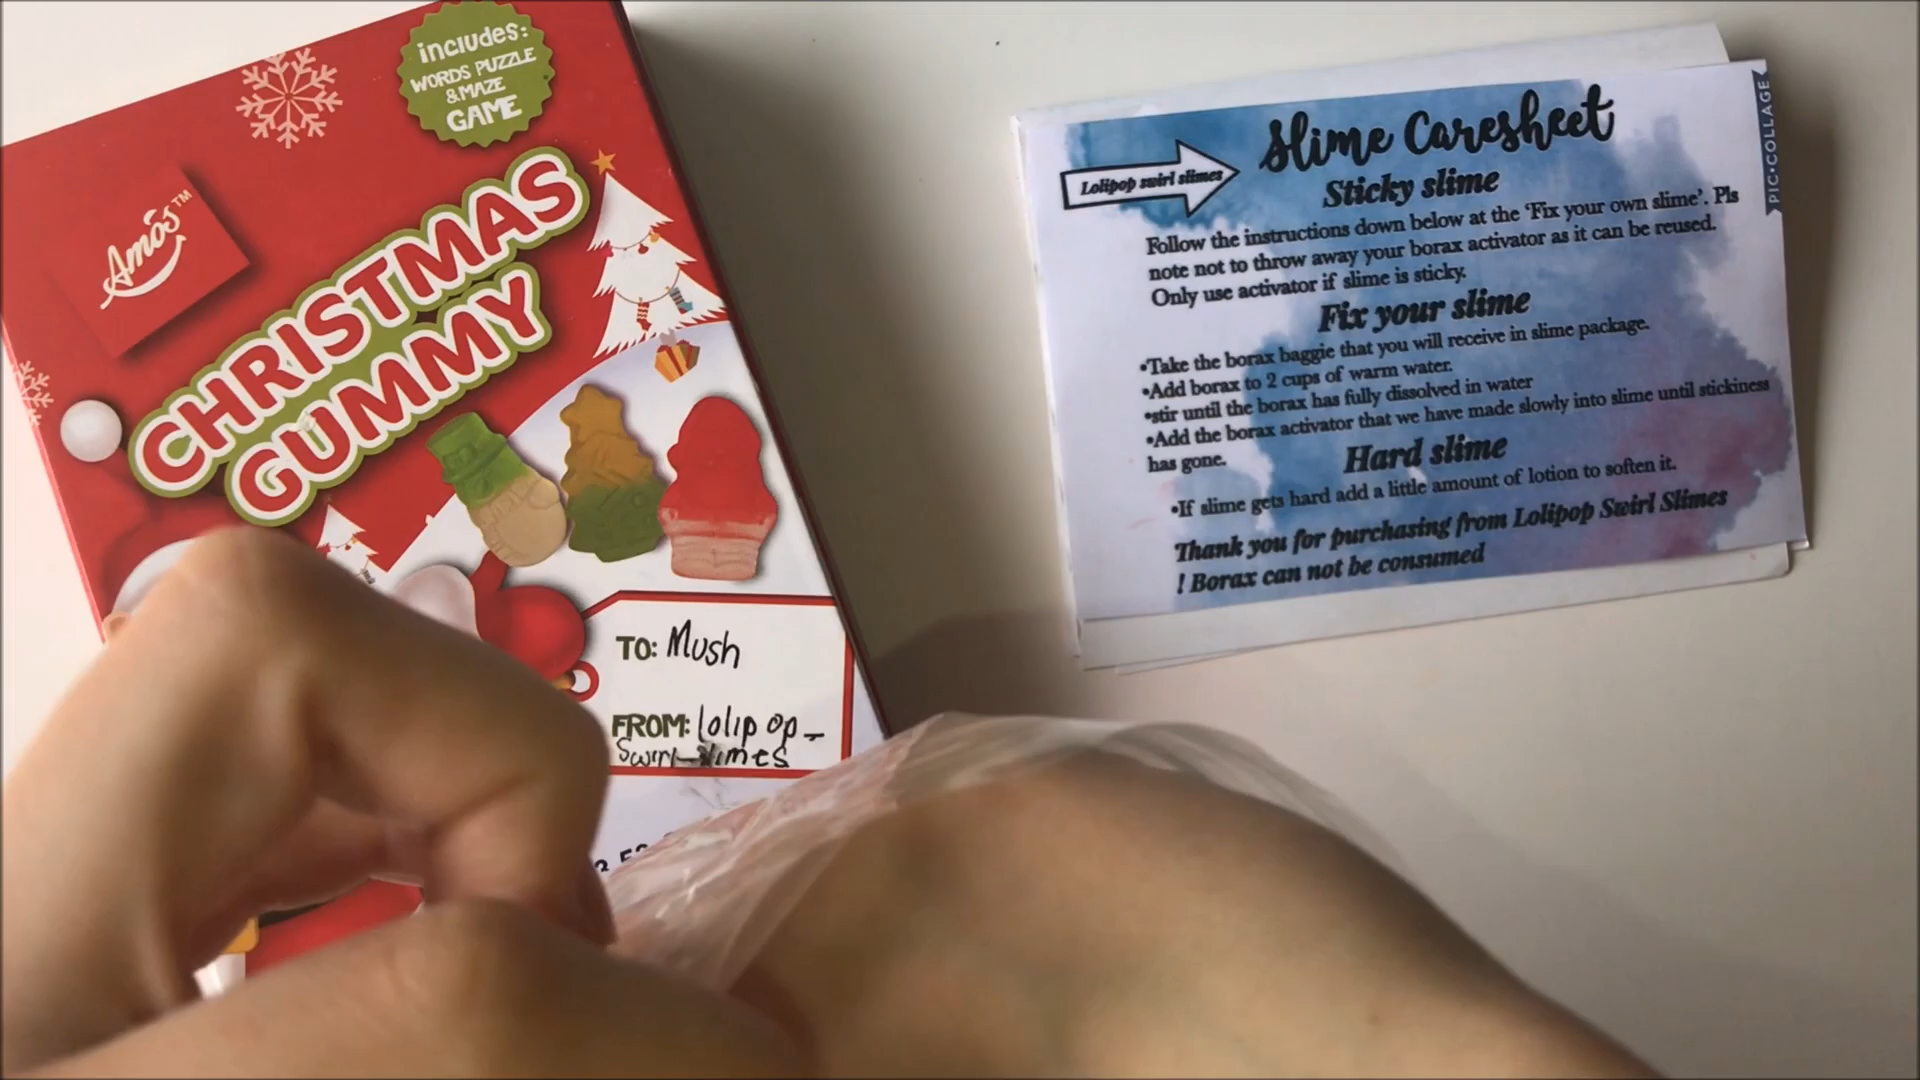 includes:
WORDS PUZZLE
& MAZE
GAME
Amos™
CHRISTMAS
GUMMY
TO: Mush
FROM: lolipop-
Swirl-slimes
Slime Caresheet
Lolipop swirl slimes
Sticky slime
Follow the instructions down below at the 'Fix your own slime'. Pls
note not to throw away your borax activator as it can be reused.
Only use activator if slime is sticky.
Fix your slime
•Take the borax baggie that you will receive in slime package.
•Add borax to 2 cups of warm water.
•stir until the borax has fully dissolved in water
•Add the borax activator that we have made slowly into slime until stickiness
has gone.
Hard slime
•If slime gets hard add a little amount of lotion to soften it.
Thank you for purchasing from Lolipop Swirl Slimes
! Borax can not be consumed
PIC•COLLAGE